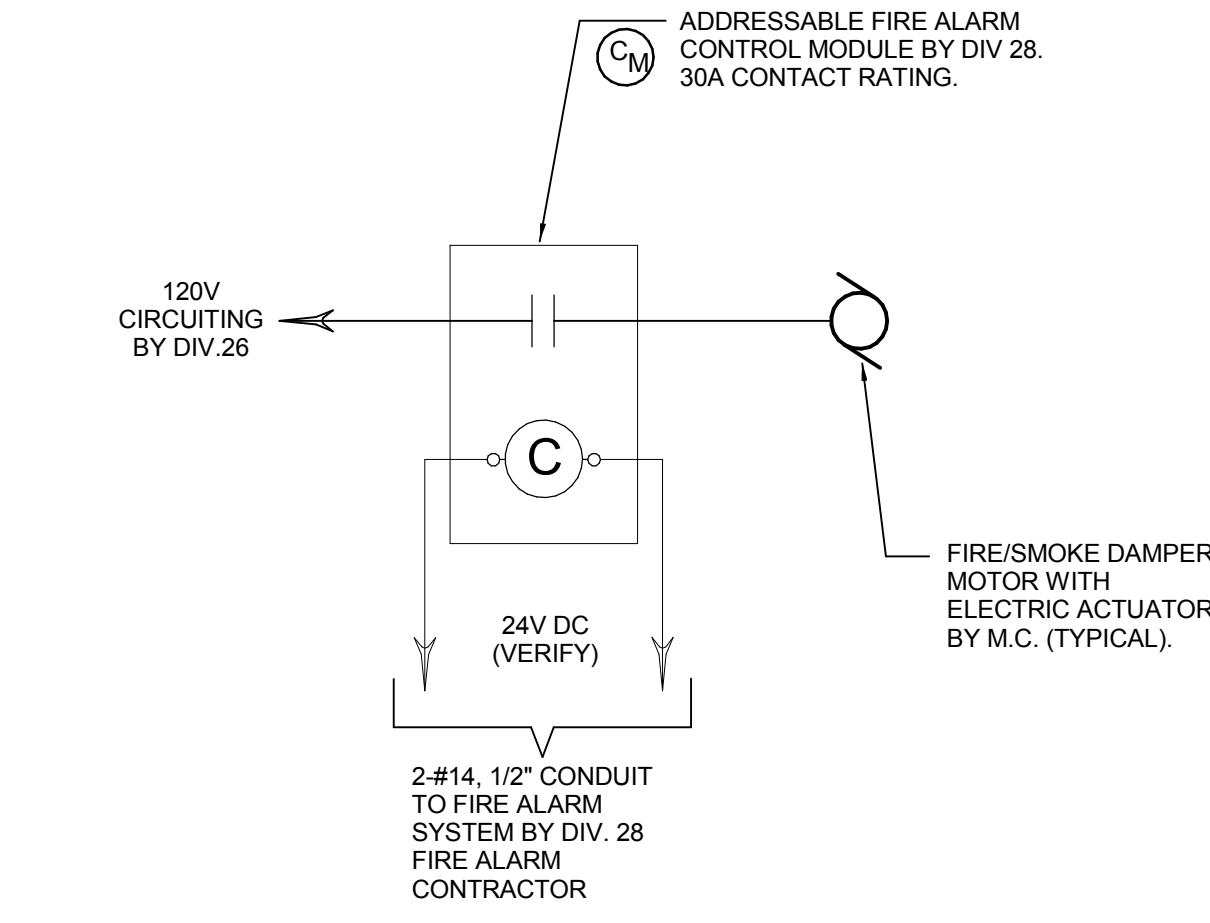 ADDRESSABLE FIRE ALARM
CM
CONTROL MODULE BY DIV 28.
30A CONTACT RATING.
120V
CIRCUITING
BY DIV.26
C
FIRE/SMOKE DAMPER
MOTOR WITH
ELECTRIC ACTUATOR
BY M.C. (TYPICAL).
24V DC
(VERIFY)
2-#14, 1/2" CONDUIT
TO FIRE ALARM
SYSTEM BY DIV. 28
FIRE ALARM
CONTRACTOR